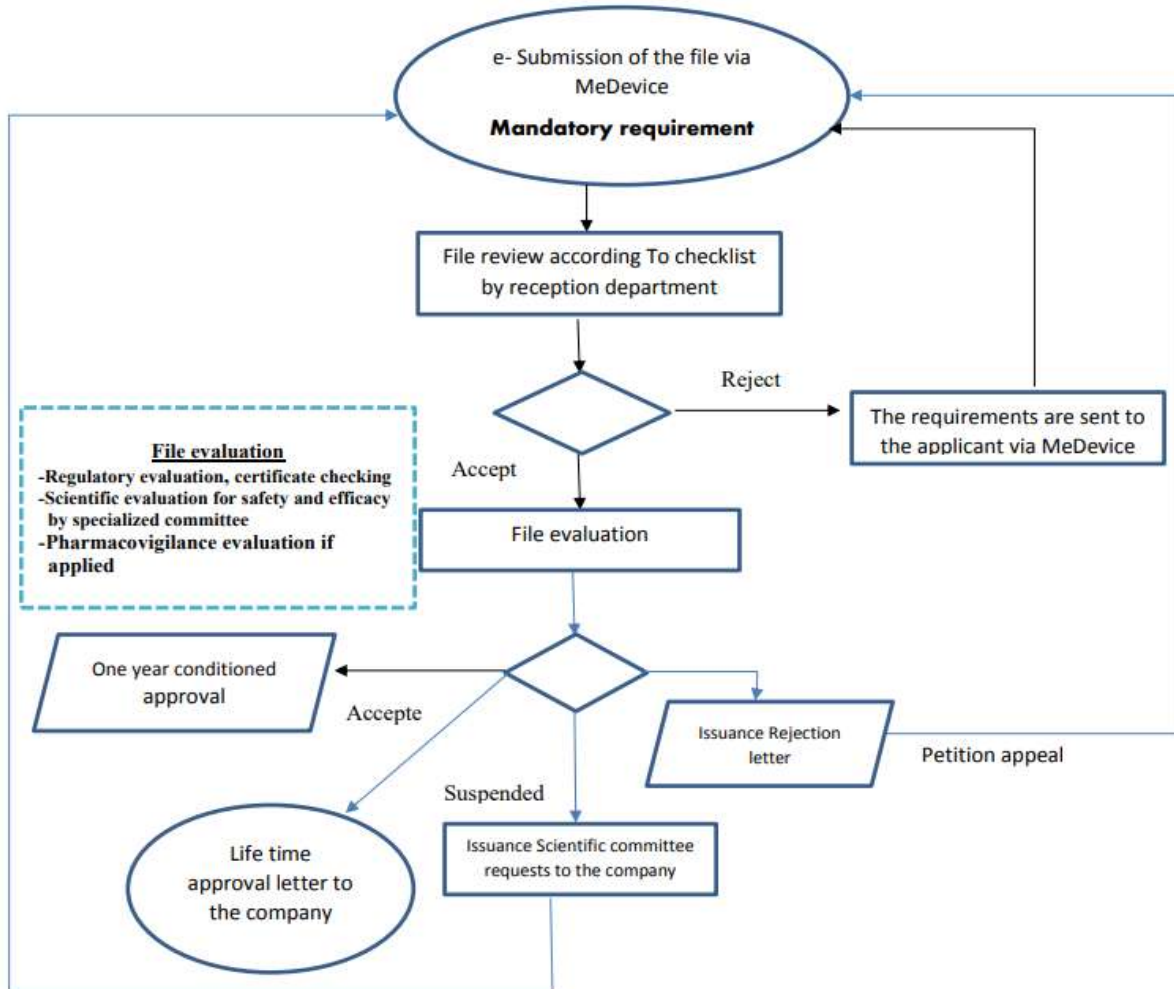 e- Submission of the file via
MeDevice
Mandatory requirement
File review according To checklist
by reception department
Reject
The requirements are sent to
the applicant via MeDevice
Accept
File evaluation
-Regulatory evaluation, certificate checking
-Scientific evaluation for safety and efficacy
by specialized committee
-Pharmacovigilance evaluation if
applied
File evaluation
One year conditioned
approval
Accepte
Issuance Rejection
letter
Petition appeal
Suspended
Life time
approval letter to
the company
Issuance Scientific committee
requests to the company